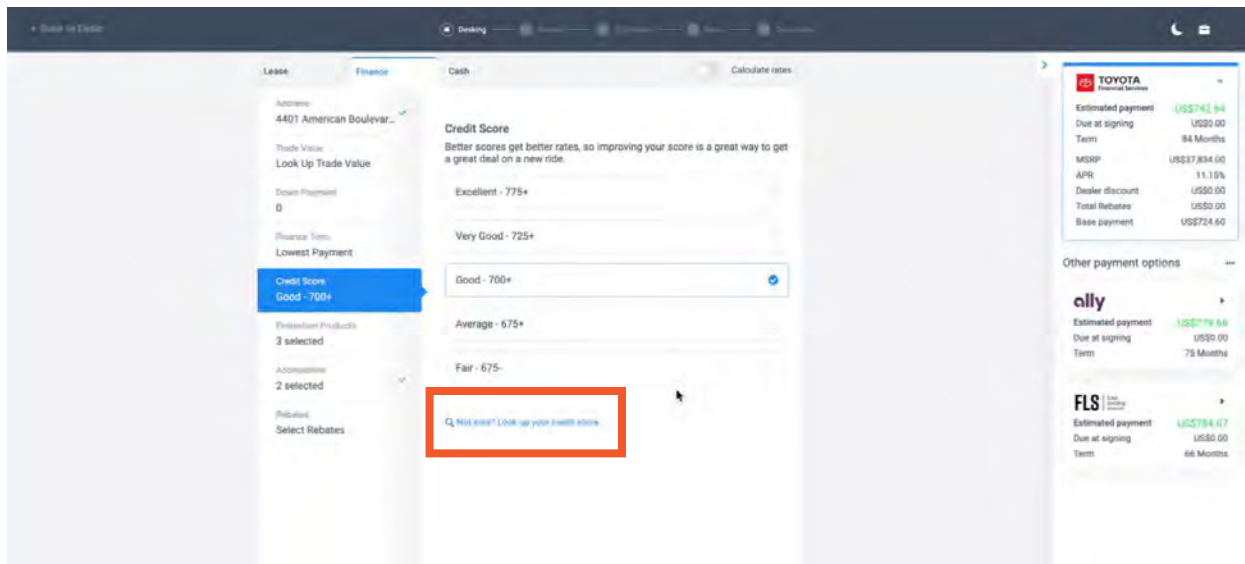 Desking
Lease
Finance
Cash
Calculate rates
Address
4401 American Boulevar...
Trade Value
Look Up Trade Value
Down Payment
0
Finance Term
Lowest Payment
Credit Score
Good - 700+
Protection Products
3 selected
Accessories
2 selected
Rebates
Select Rebates
Credit Score
Better scores get better rates, so improving your score is a great way to get
a great deal on a new ride.
Excellent - 775+
Very Good - 725+
Good - 700+
Average - 675+
Fair - 675-
Not sure? Look up your credit score
TOYOTA
Financial Services
Estimated payment US$742.64
Due at signing US$0.00
Term 84 Months
MSRP US$37,834.00
APR 11.15%
Dealer discount US$0.00
Total Rebates US$0.00
Base payment US$724.60
Other payment options
ally
Estimated payment
Due at signing US$0.00
Term 75 Months
FLS
Estimated payment
Due at signing US$0.00
Term 66 Months